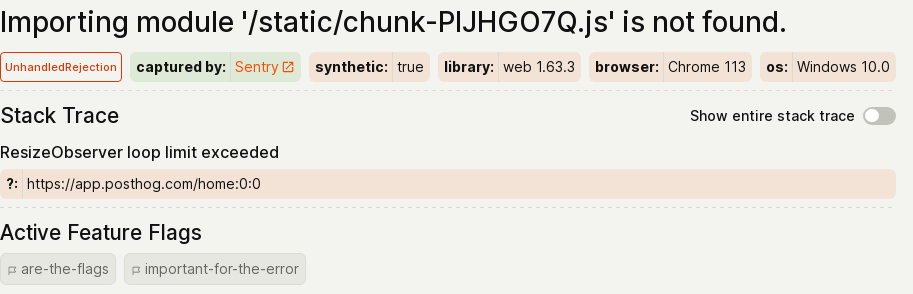 Importing module '/static/chunk-PIJHGO7Q.js' is not found.
UnhandledRejection captured by: Sentry synthetic: true library: web 1.63.3 browser: Chrome 113 os: Windows 10.0
Stack Trace Show entire stack trace
ResizeObserver loop limit exceeded
?: https://app.posthog.com/home:0:0
Active Feature Flags
are-the-flags important-for-the-error